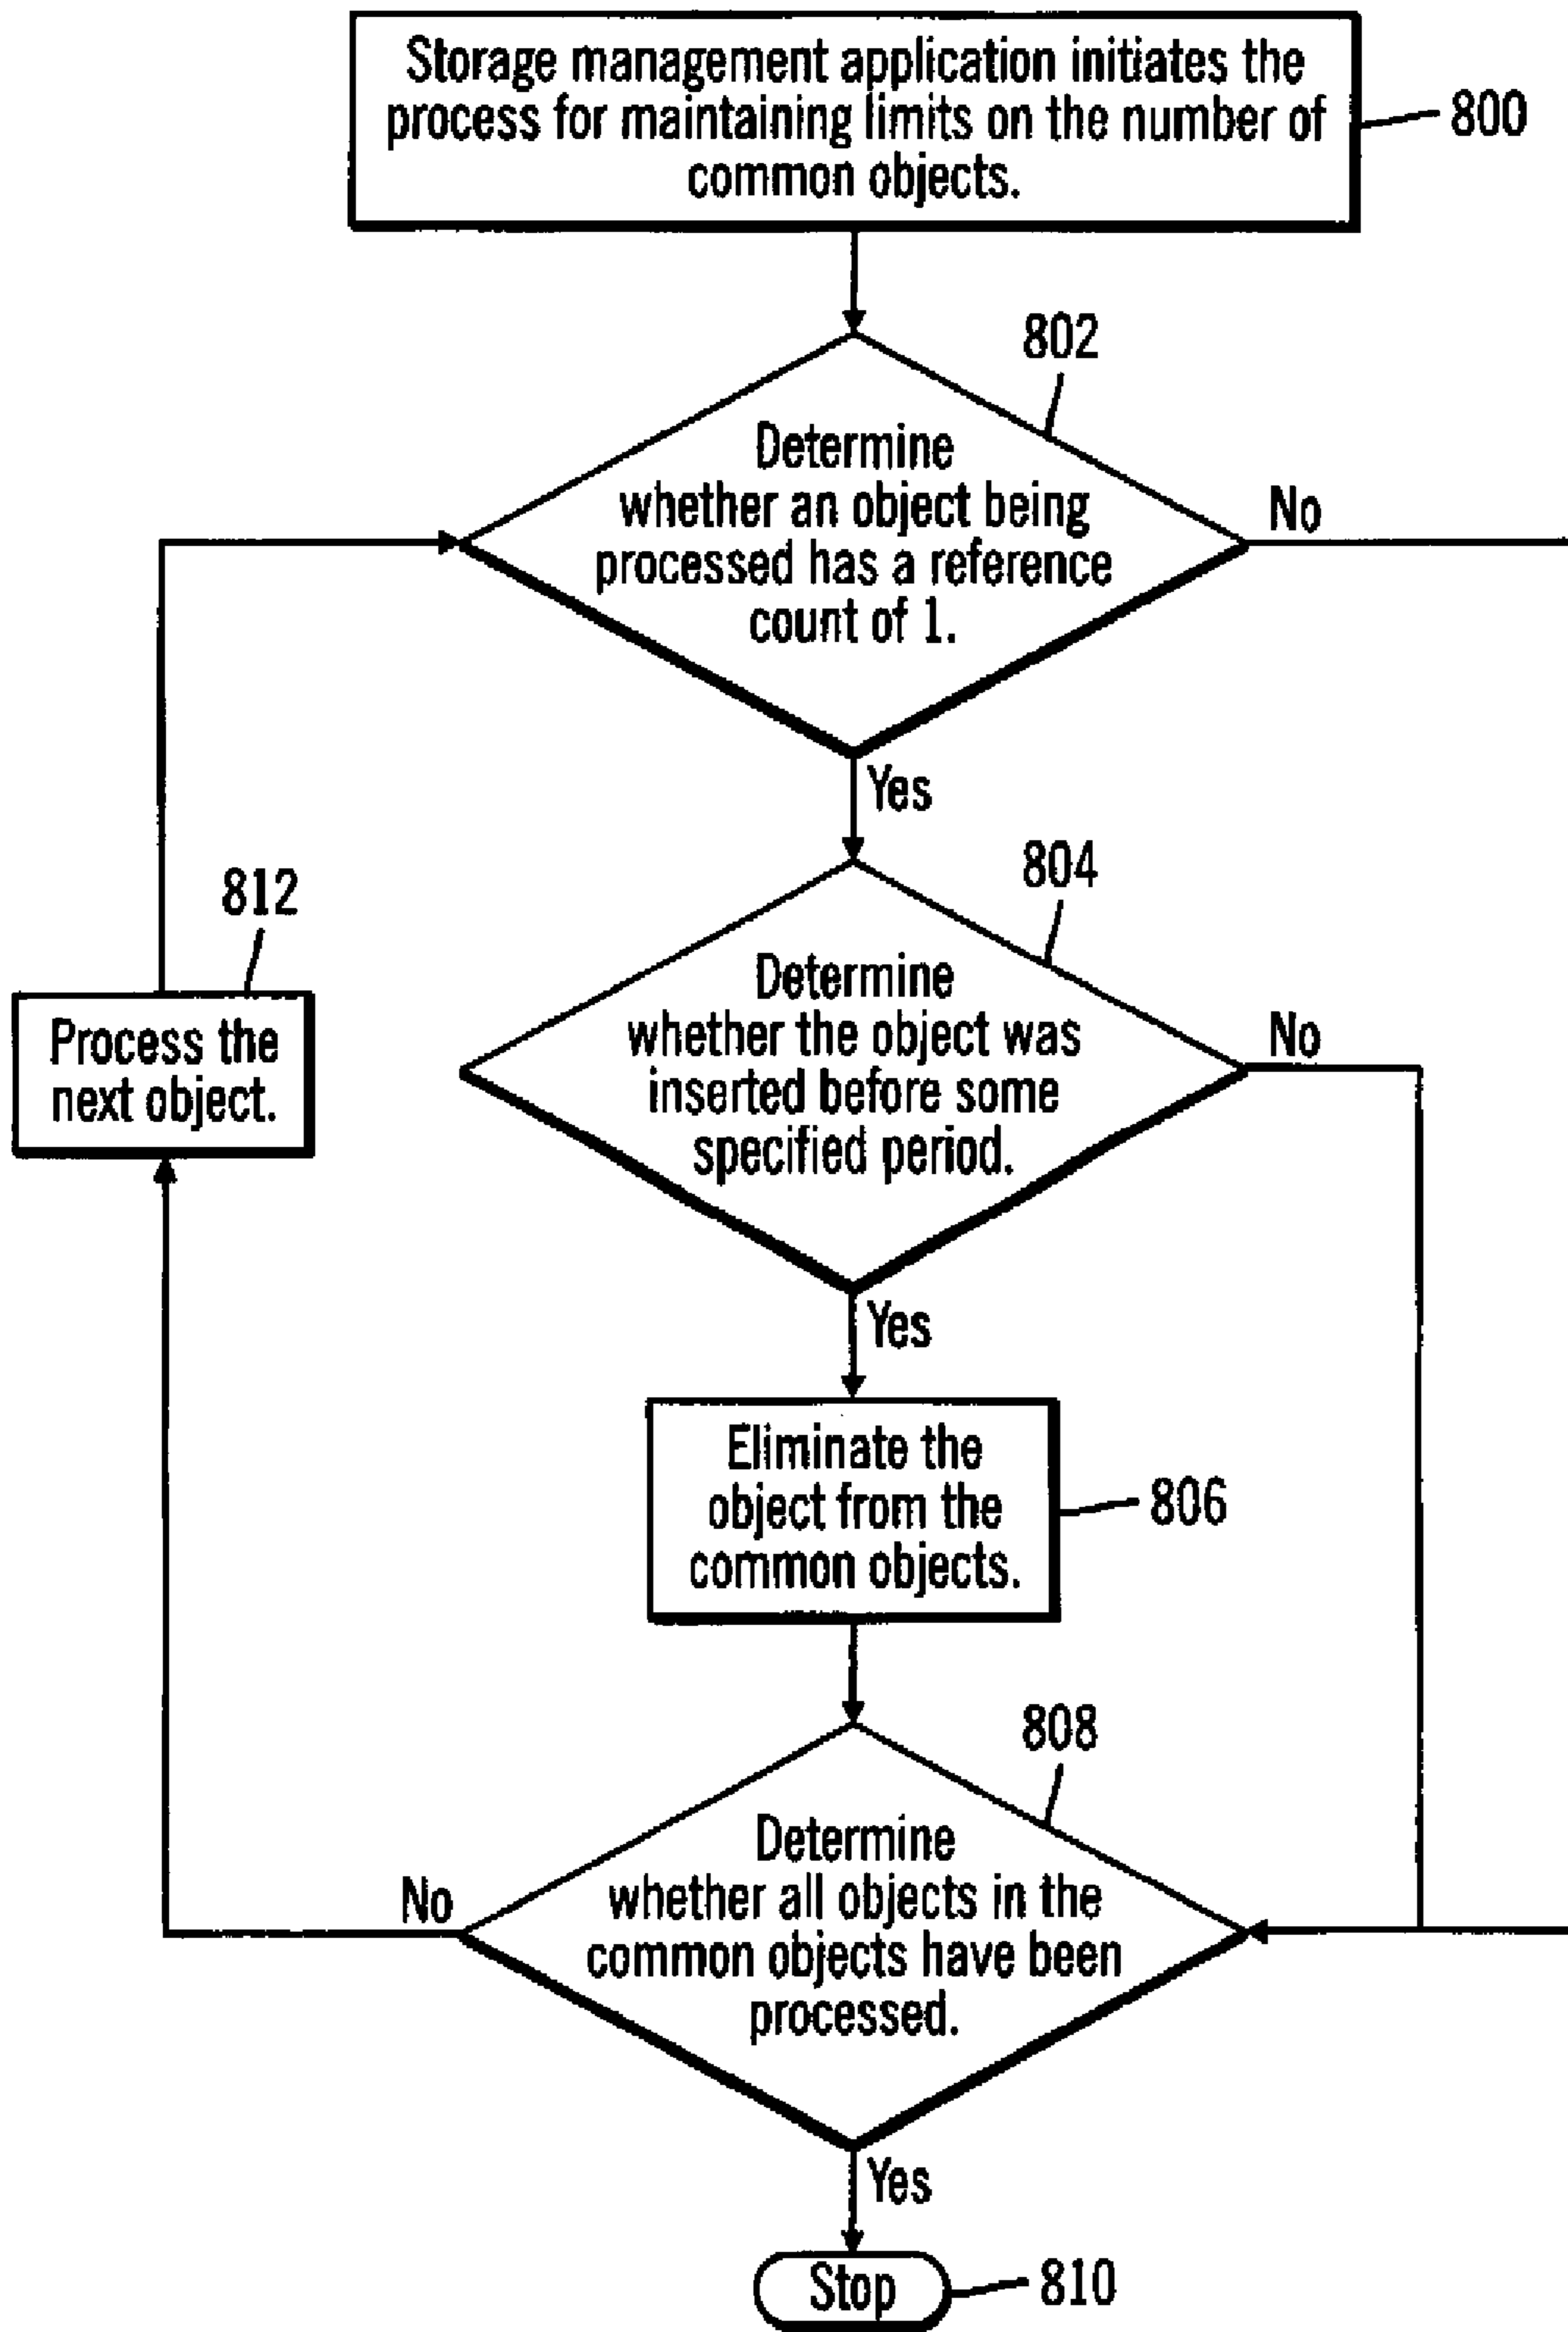 Storage management application initiates the
process for maintaining limits on the number of
common objects.
800
802
Determine
whether an object being
processed has a reference
count of 1.
No
Yes
804
812
Determine
whether the object was
inserted before some
specified period.
No
Process the
next object.
Yes
Eliminate the
object from the
common objects.
806
808
Determine
whether all objects in the
common objects have been
processed.
No
Yes
Stop
810